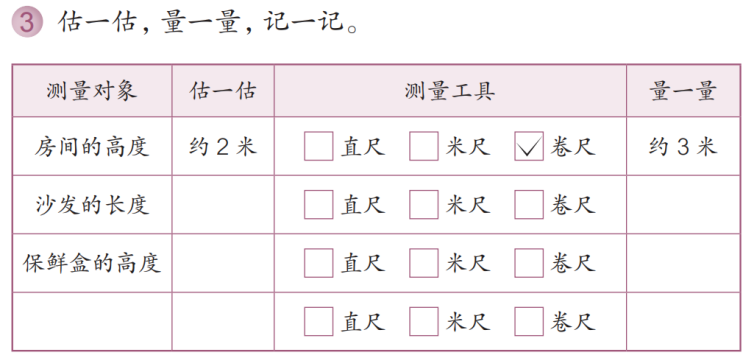 3 估一估，量一量，记一记。
测量对象 估一估 测量工具 量一量
房间的高度 约2米 □直尺 □米尺 ☑卷尺 约3米
沙发的长度 □直尺 □米尺 □卷尺
保鲜盒的高度 □直尺 □米尺 □卷尺
□直尺 □米尺 □卷尺